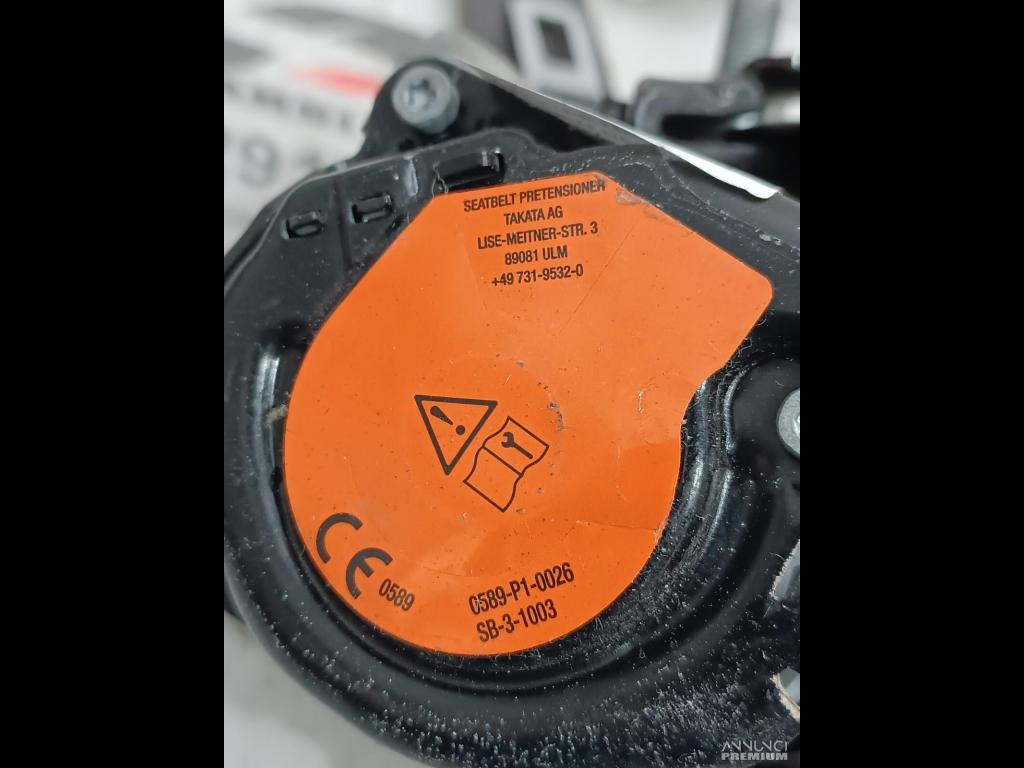 SEATBELT PRETENSIONER
TAKATA AG
LISE-MEITNER-STR. 3
89081 ULM
+49 731-9532-0
CE 0589
0589-P1-0026
SB-3-1003
ANNUNCI
PREMIUM